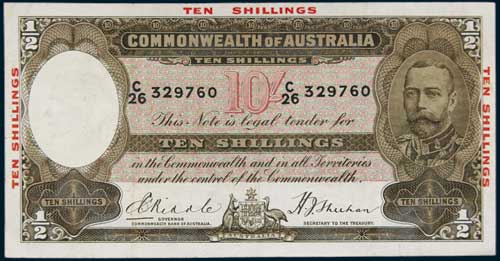 TEN SHILLINGS
1/2 1/2
COMMONWEALTH OF AUSTRALIA
TEN SHILLINGS
C/26 329760 10/- C/26 329760
This Note is legal tender for
TEN SHILLINGS
in the Commonwealth and in all Territories
under the control of the Commonwealth.
TEN SHILLINGS
TEN SHILLINGS
TEN SHILLINGS TEN SHILLINGS
E C Riddle H J Sheehan
GOVERNOR SECRETARY TO THE TREASURY.
COMMONWEALTH BANK OF AUSTRALIA.
AUSTRALIA
1/2 1/2